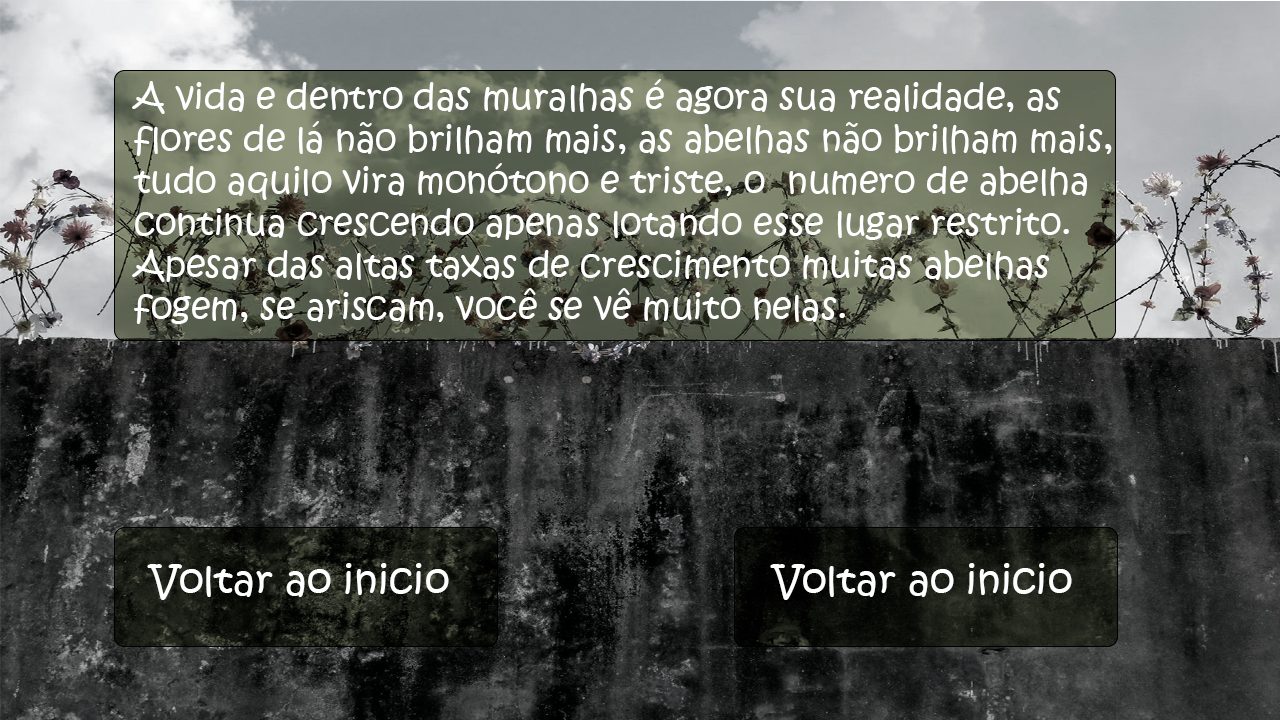 A vida e dentro das muralhas é agora sua realidade, as
flores de lá não brilham mais, as abelhas não brilham mais,
tudo aquilo vira monótono e triste, o  numero de abelha
continua crescendo apenas lotando esse lugar restrito.
Apesar das altas taxas de crescimento muitas abelhas
fogem, se ariscam, você se vê muito nelas.
Voltar ao inicio
Voltar ao inicio